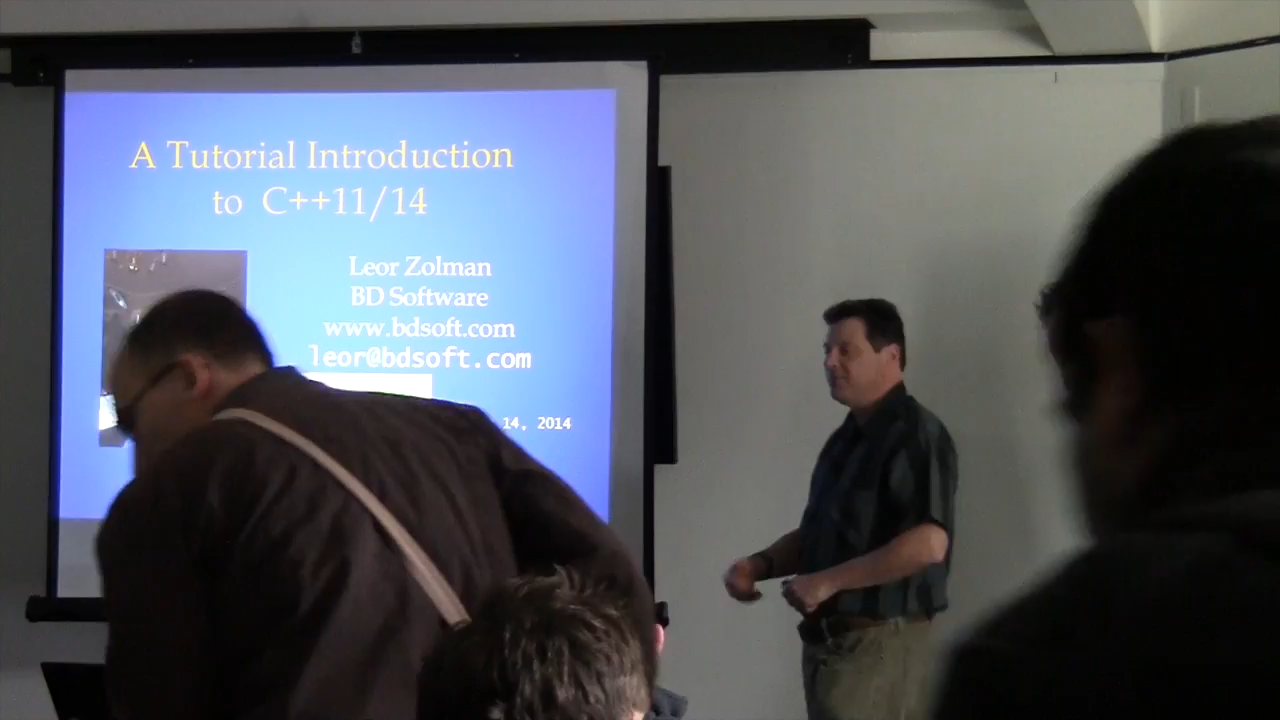 A Tutorial Introduction
to C++11/14
Leor Zolman
BD Software
www.bdsoft.com
leor@bdsoft.com
14, 2014